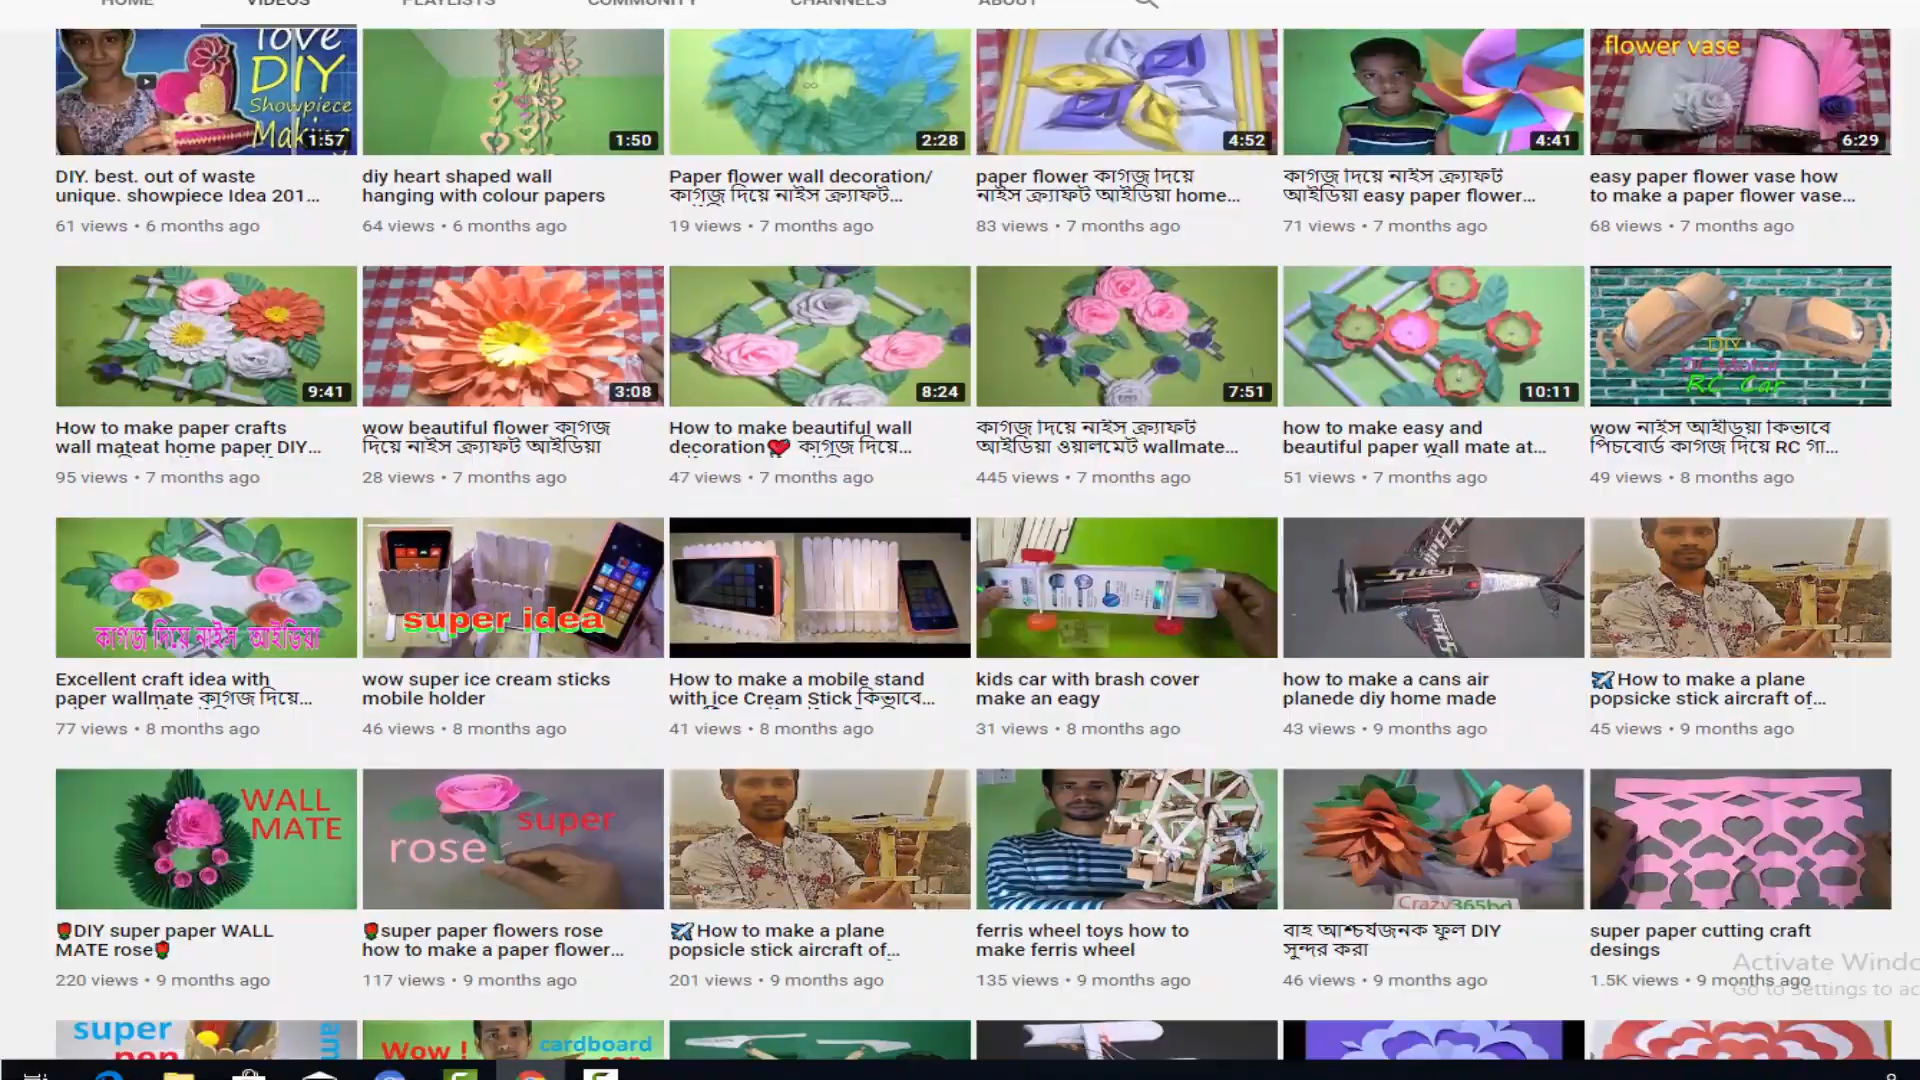 HOME VIDEOS PLAYLISTS COMMUNITY CHANNELS ABOUT
love
DIY
Showpiece
Making
1:57
1:50
2:28
4:52
4:41
flower vase
6:29
DIY. best. out of waste
unique. showpiece Idea 201...
61 views • 6 months ago
diy heart shaped wall
hanging with colour papers
64 views • 6 months ago
Paper flower wall decoration/
কাগজ দিয়ে নাইস ক্র্যাফট...
19 views • 7 months ago
paper flower কাগজ দিয়ে
নাইস ক্র্যাফট আইডিয়া home...
83 views • 7 months ago
কাগজ দিয়ে নাইস ক্র্যাফট
আইডিয়া easy paper flower...
71 views • 7 months ago
easy paper flower vase how
to make a paper flower vase...
68 views • 7 months ago
9:41
3:08
8:24
7:51
10:11
DIY
DC Motor
RC Car
How to make paper crafts
wall mateat home paper DIY...
95 views • 7 months ago
wow beautiful flower কাগজ
দিয়ে নাইস ক্র্যাফট আইডিয়া
28 views • 7 months ago
How to make beautiful wall
decoration💓 কাগজ দিয়ে...
47 views • 7 months ago
কাগজ দিয়ে নাইস ক্র্যাফট
আইডিয়া ওয়ালমেট wallmate...
445 views • 7 months ago
how to make easy and
beautiful paper wall mate at...
51 views • 7 months ago
wow নাইস আইডিয়া কিভাবে
পিচবোর্ড কাগজ দিয়ে RC গা...
49 views • 8 months ago
কাগজ দিয়ে নাইস আইডিয়া
super idea
Excellent craft idea with
paper wallmate কাগজ দিয়ে...
77 views • 8 months ago
wow super ice cream sticks
mobile holder
46 views • 8 months ago
How to make a mobile stand
with ice Cream Stick কিভাবে...
41 views • 8 months ago
kids car with brash cover
make an eagy
31 views • 8 months ago
how to make a cans air
planede diy home made
43 views • 9 months ago
✈️How to make a plane
popsicke stick aircraft of...
45 views • 9 months ago
WALL
MATE
rose super
Crazy365bd
🌹DIY super paper WALL
MATE rose🌹
220 views • 9 months ago
🌹super paper flowers rose
how to make a paper flower...
117 views • 9 months ago
✈️How to make a plane
popsicle stick aircraft of...
201 views • 9 months ago
ferris wheel toys how to
make ferris wheel
135 views • 9 months ago
বাহ আশ্চর্যজনক ফুল DIY
সুন্দর করা
46 views • 9 months ago
super paper cutting craft
desings
1.5K views • 9 months ago
Activate Windo
Go to Settings to ac
super
pen
Wow !
cardboard